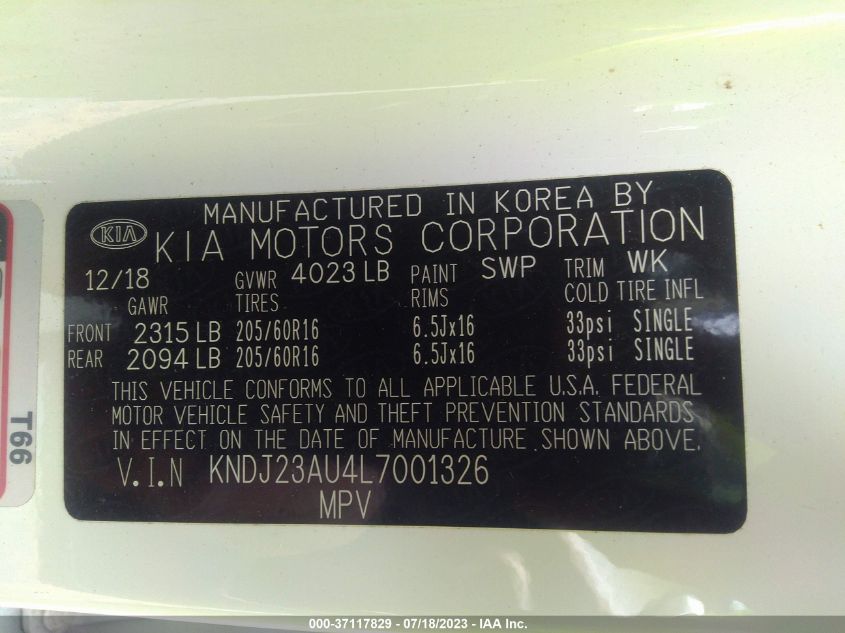 MANUFACTURED IN KOREA BY
KIA KIA MOTORS CORPORATION
12/18 GVWR 4023 LB PAINT SWP TRIM WK
GAWR TIRES RIMS COLD TIRE INFL
FRONT 2315 LB 205/60R16 6.5Jx16 33psi SINGLE
REAR 2094 LB 205/60R16 6.5Jx16 33psi SINGLE
THIS VEHICLE CONFORMS TO ALL APPLICABLE U.S.A. FEDERAL
MOTOR VEHICLE SAFETY AND THEFT PREVENTION STANDARDS
IN EFFECT ON THE DATE OF MANUFACTURE SHOWN ABOVE.
V.I.N KNDJ23AU4L7001326
MPV
T66
000-37117829 - 07/18/2023 - IAA Inc.